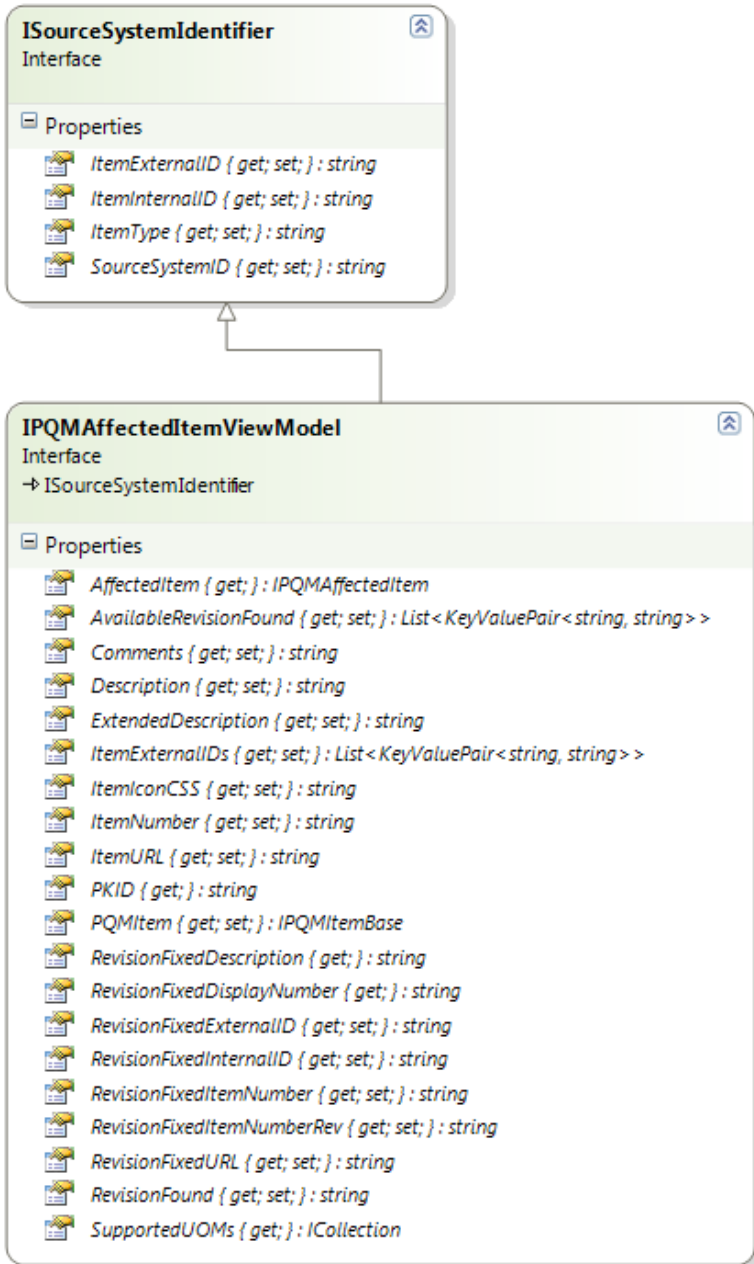 ISourceSystemIdentifier
Interface
Properties
ItemExternalID { get; set; } : string
ItemInternalID { get; set; } : string
ItemType { get; set; } : string
SourceSystemID { get; set; } : string
IPQMAffectedItemViewModel
Interface
ISourceSystemIdentifier
Properties
AffectedItem { get; } : IPQMAffectedItem
AvailableRevisionFound { get; set; } : List<KeyValuePair<string, string>>
Comments { get; set; } : string
Description { get; set; } : string
ExtendedDescription { get; set; } : string
ItemExternalIDs { get; set; } : List<KeyValuePair<string, string>>
ItemIconCSS { get; set; } : string
ItemNumber { get; set; } : string
ItemURL { get; set; } : string
PKID { get; } : string
PQMItem { get; set; } : IPQMItemBase
RevisionFixedDescription { get; } : string
RevisionFixedDisplayNumber { get; } : string
RevisionFixedExternalID { get; set; } : string
RevisionFixedInternalID { get; set; } : string
RevisionFixedItemNumber { get; set; } : string
RevisionFixedItemNumberRev { get; set; } : string
RevisionFixedURL { get; set; } : string
RevisionFound { get; set; } : string
SupportedUOMs { get; } : ICollection